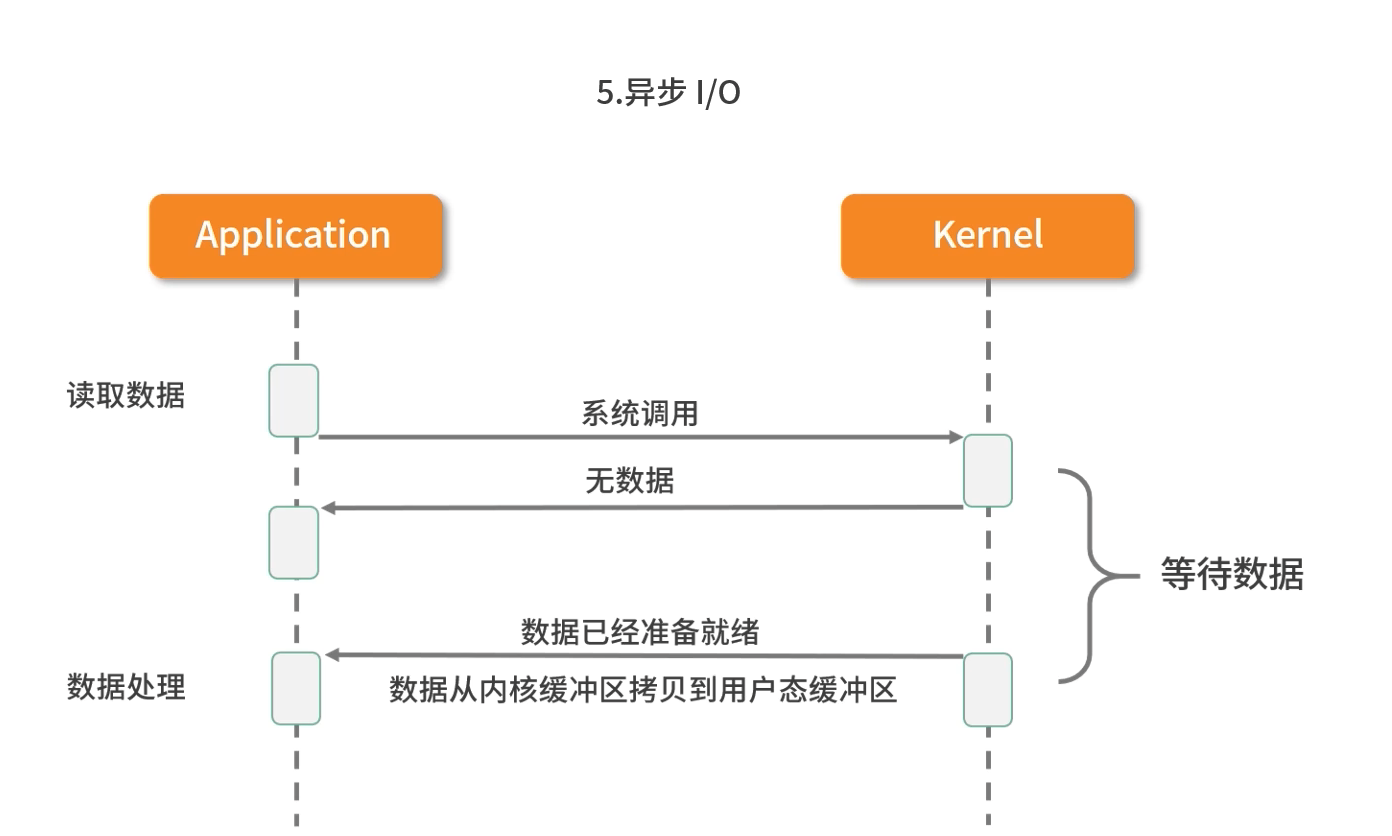 5.异步 I/O
Application
Kernel
读取数据
系统调用
无数据
等待数据
数据已经准备就绪
数据处理
数据从内核缓冲区拷贝到用户态缓冲区